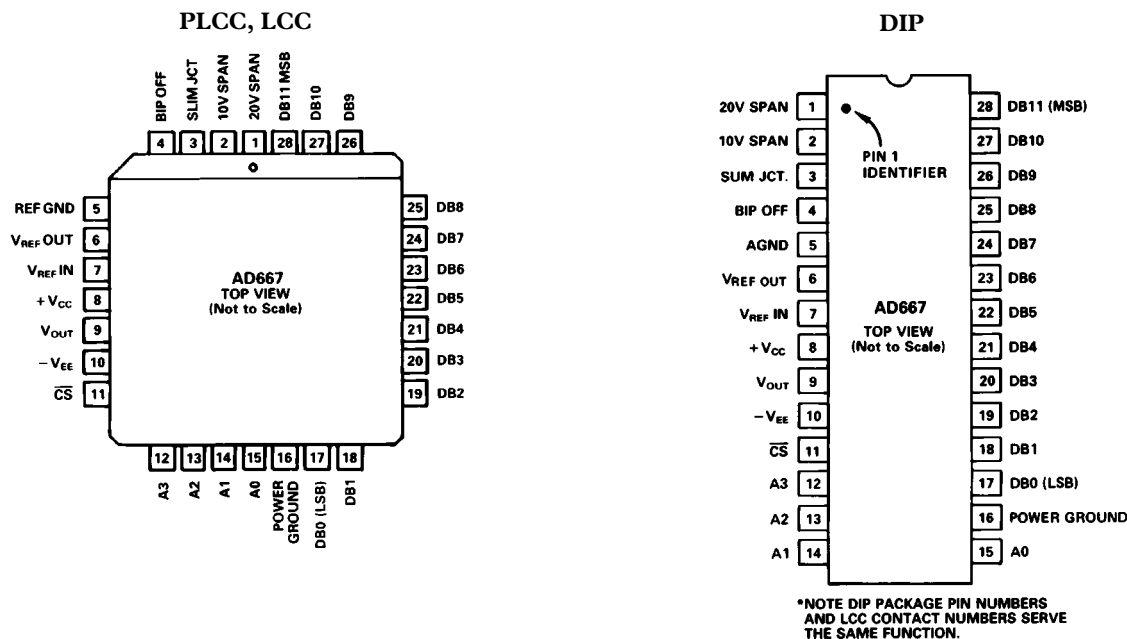 PLCC, LCC
BIP OFF
SLIM JCT
10V SPAN
20V SPAN
DB11 MSB
DB10
DB9
4
3
2
1
28
27
26
REF GND 5
VREF OUT 6
VREF IN 7
+VCC 8
VOUT 9
−VEE 10
C̅S̅ 11
AD667
TOP VIEW
(Not to Scale)
25 DB8
24 DB7
23 DB6
22 DB5
21 DB4
20 DB3
19 DB2
12
13
14
15
16
17
18
A3
A2
A1
A0
POWER
GROUND
DB0 (LSB)
DB1
DIP
20V SPAN 1
10V SPAN 2
SUM JCT. 3
BIP OFF 4
AGND 5
VREF OUT 6
VREF IN 7
+VCC 8
VOUT 9
−VEE 10
C̅S̅ 11
A3 12
A2 13
A1 14
PIN 1
IDENTIFIER
AD667
TOP VIEW
(Not to Scale)
28 DB11 (MSB)
27 DB10
26 DB9
25 DB8
24 DB7
23 DB6
22 DB5
21 DB4
20 DB3
19 DB2
18 DB1
17 DB0 (LSB)
16 POWER GROUND
15 A0
*NOTE DIP PACKAGE PIN NUMBERS
AND LCC CONTACT NUMBERS SERVE
THE SAME FUNCTION.